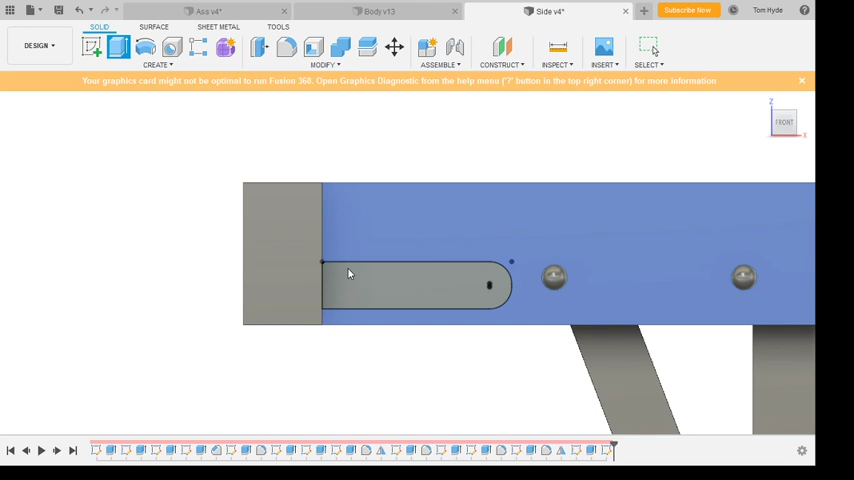 Ass v4* Body v13 Side v4* Subscribe Now Tom Hyde
SOLID SURFACE SHEET METAL TOOLS
DESIGN
CREATE MODIFY ASSEMBLE CONSTRUCT INSPECT INSERT SELECT
Your graphics card might not be optimal to run Fusion 360. Open Graphics Diagnostic from the help menu ('?' button in the top right corner) for more information
Z
FRONT
X